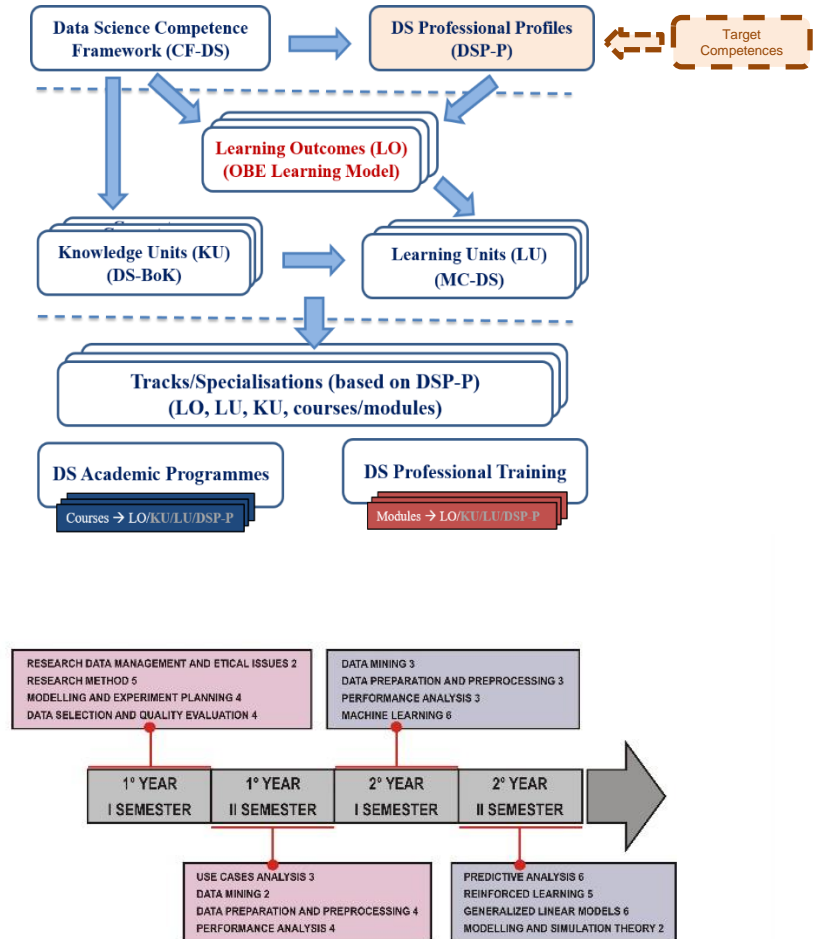 Data Science Competence
Framework (CF-DS)
DS Professional Profiles
(DSP-P)
Target
Competences
Learning Outcomes (LO)
(OBE Learning Model)
Knowledge Units (KU)
(DS-BoK)
Learning Units (LU)
(MC-DS)
Tracks/Specialisations (based on DSP-P)
(LO, LU, KU, courses/modules)
DS Academic Programmes
Courses → LO/KU/LU/DSP-P
DS Professional Training
Modules → LO/KU/LU/DSP-P
RESEARCH DATA MANAGEMENT AND ETICAL ISSUES 2
RESEARCH METHOD 5
MODELLING AND EXPERIMENT PLANNING 4
DATA SELECTION AND QUALITY EVALUATION 4
DATA MINING 3
DATA PREPARATION AND PREPROCESSING 3
PERFORMANCE ANALYSIS 3
MACHINE LEARNING 6
1° YEAR
I SEMESTER
1° YEAR
II SEMESTER
2° YEAR
I SEMESTER
2° YEAR
II SEMESTER
USE CASES ANALYSIS 3
DATA MINING 2
DATA PREPARATION AND PREPROCESSING 4
PERFORMANCE ANALYSIS 4
PREDICTIVE ANALYSIS 6
REINFORCED LEARNING 5
GENERALIZED LINEAR MODELS 6
MODELLING AND SIMULATION THEORY 2